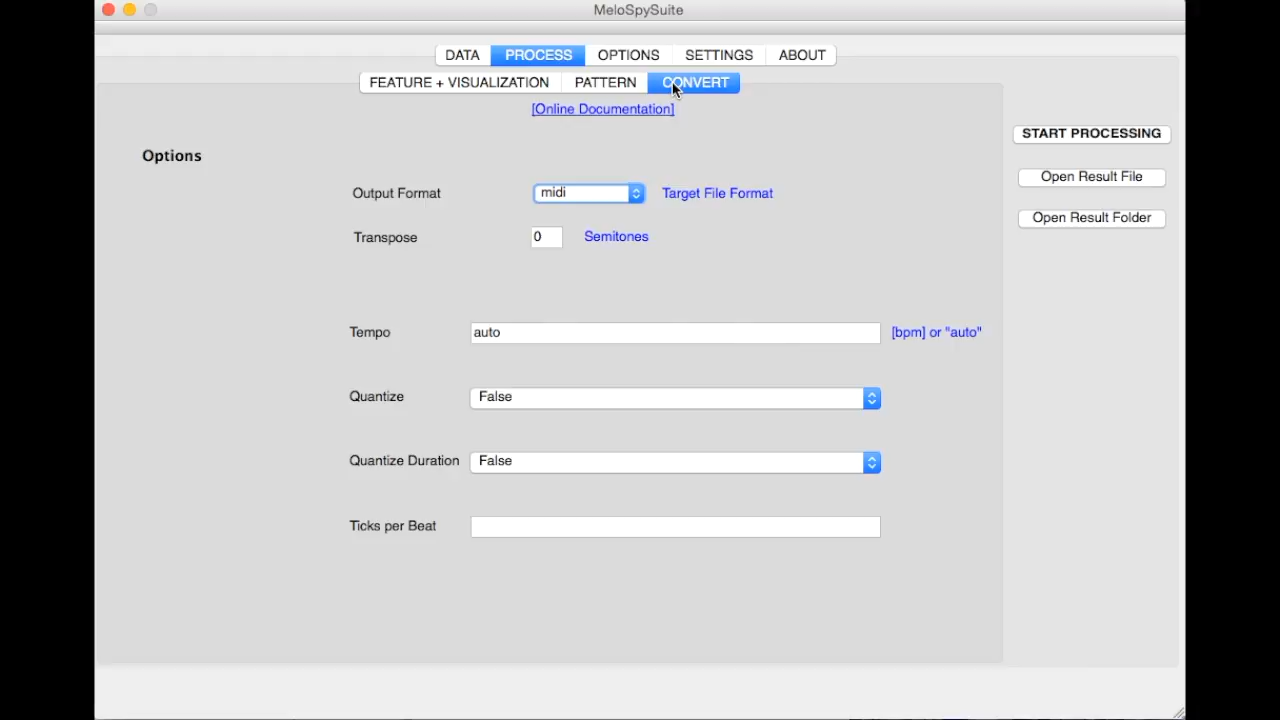 MeloSpySuite
DATA PROCESS OPTIONS SETTINGS ABOUT
FEATURE + VISUALIZATION PATTERN CONVERT
[Online Documentation]
START PROCESSING
Options
Open Result File
Output Format midi Target File Format
Open Result Folder
Transpose 0 Semitones
Tempo auto [bpm] or "auto"
Quantize False
Quantize Duration False
Ticks per Beat